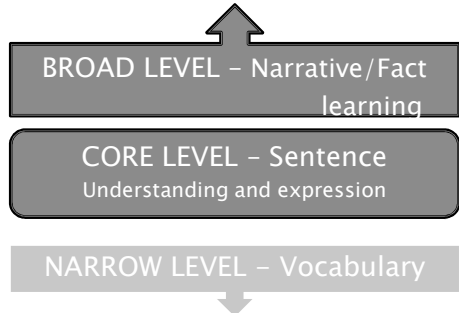 BROAD LEVEL – Narrative/Fact
learning
CORE LEVEL – Sentence
Understanding and expression
NARROW LEVEL – Vocabulary